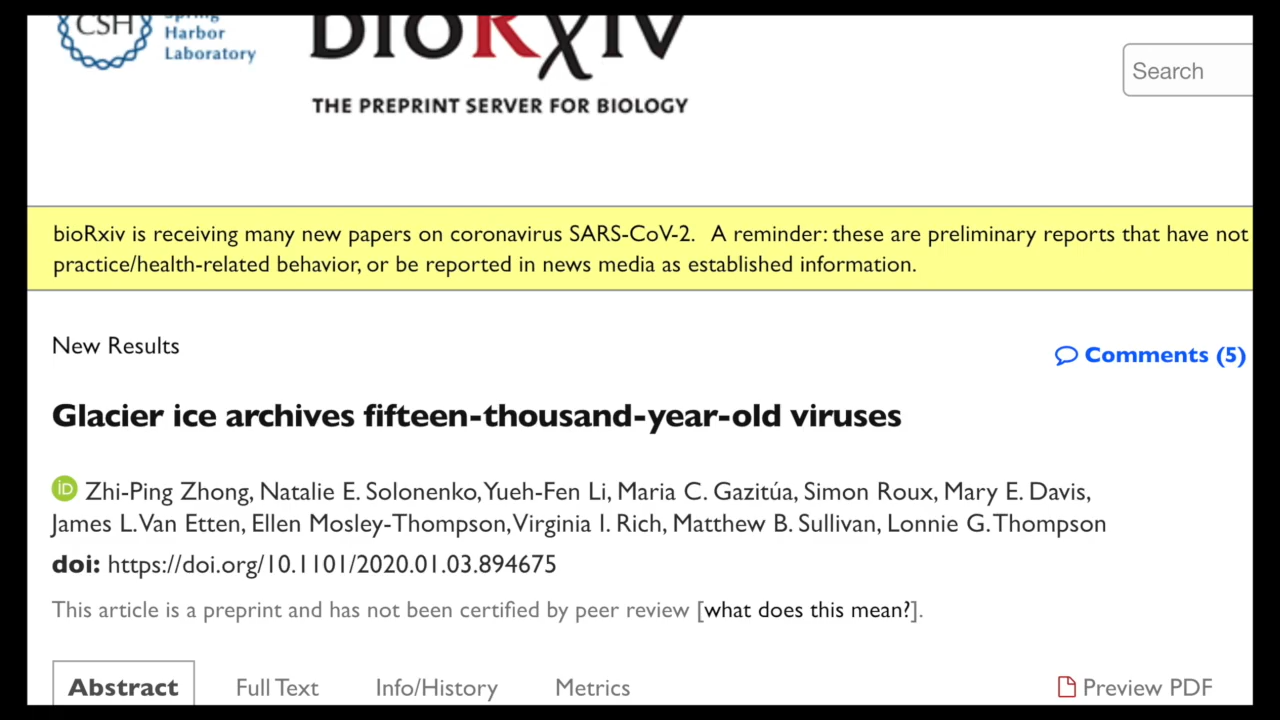 CSH
Spring
Harbor
Laboratory
bioRxiv
THE PREPRINT SERVER FOR BIOLOGY
Search
bioRxiv is receiving many new papers on coronavirus SARS-CoV-2. A reminder: these are preliminary reports that have not
practice/health-related behavior, or be reported in news media as established information.
New Results
Comments (5)
Glacier ice archives fifteen-thousand-year-old viruses
iD Zhi-Ping Zhong, Natalie E. Solonenko, Yueh-Fen Li, Maria C. Gazitúa, Simon Roux, Mary E. Davis,
James L. Van Etten, Ellen Mosley-Thompson, Virginia I. Rich, Matthew B. Sullivan, Lonnie G. Thompson
doi: https://doi.org/10.1101/2020.01.03.894675
This article is a preprint and has not been certified by peer review [what does this mean?].
Abstract Full Text Info/History Metrics Preview PDF